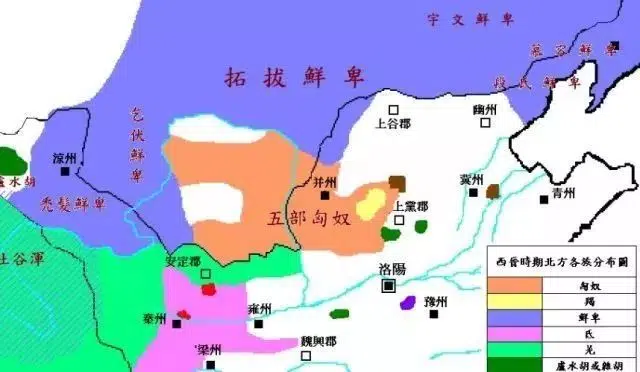 宇文鮮卑
慕容鮮卑
拓拔鮮卑
段氏鮮卑
乞伏鮮卑
上谷郡
幽州
涼州
盧水胡
并州
冀州
青州
禿髮鮮卑
五部匈奴
上黨郡
吐谷渾
安定郡
洛陽
西晉時期北方各族分布圖
匈奴
羯
鮮卑
氐
羌
盧水胡或雜胡
秦州
雍州
豫州
梁州
魏興郡